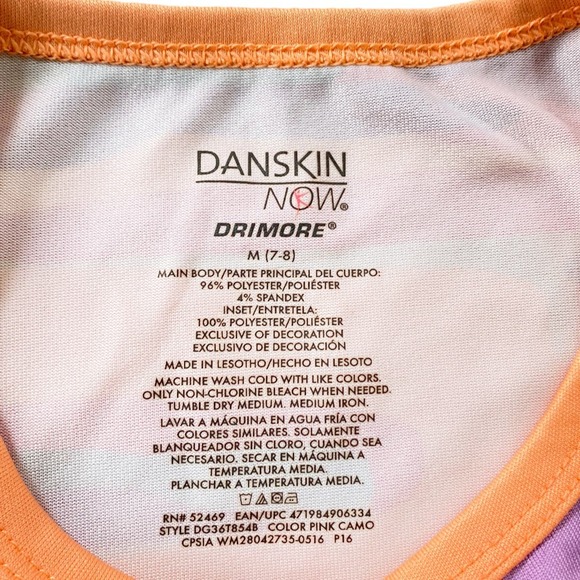 DANSKIN
NOW®
DRIMORE®
M (7-8)
MAIN BODY/PARTE PRINCIPAL DEL CUERPO:
96% POLYESTER/POLIÉSTER
4% SPANDEX
INSET/ENTRETELA:
100% POLYESTER/POLIÉSTER
EXCLUSIVE OF DECORATION
EXCLUSIVO DE DECORACIÓN
MADE IN LESOTHO/HECHO EN LESOTO
MACHINE WASH COLD WITH LIKE COLORS.
ONLY NON-CHLORINE BLEACH WHEN NEEDED.
TUMBLE DRY MEDIUM. MEDIUM IRON.
LAVAR A MÁQUINA EN AGUA FRÍA CON
COLORES SIMILARES. SOLAMENTE
BLANQUEADOR SIN CLORO, CUANDO SEA
NECESARIO. SECAR EN MÁQUINA A
TEMPERATURA MEDIA.
PLANCHAR A TEMPERATURA MEDIA.
RN# 52469 EAN/UPC 471984906334
STYLE DG36T854B COLOR PINK CAMO
CPSIA WM28042735-0516 P16